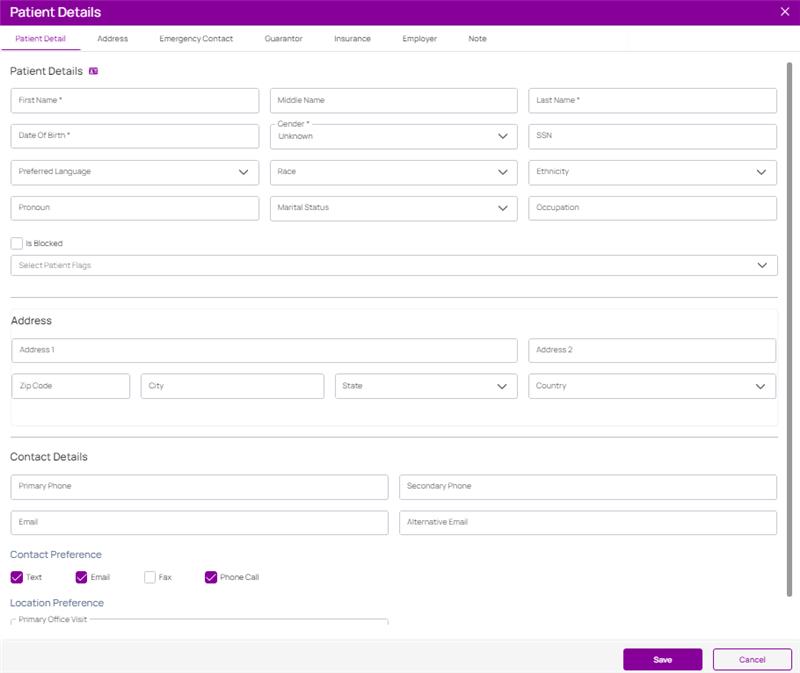 Patient Details
Patient Detail Address Emergency Contact Guarantor Insurance Employer Note
Patient Details
First Name * Middle Name Last Name *
Date Of Birth * Gender * Unknown SSN
Preferred Language Race Ethnicity
Pronoun Marital Status Occupation
Is Blocked
Select Patient Flags
Address
Address 1 Address 2
Zip Code City State Country
Contact Details
Primary Phone Secondary Phone
Email Alternative Email
Contact Preference
Text Email Fax Phone Call
Location Preference
Primary Office Visit
Save Cancel